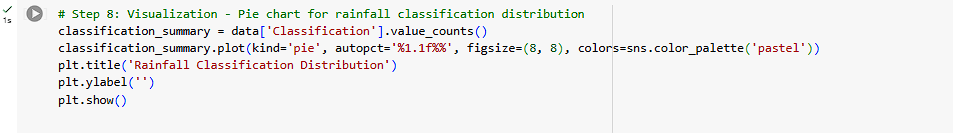 1s
# Step 8: Visualization - Pie chart for rainfall classification distribution
classification_summary = data['Classification'].value_counts()
classification_summary.plot(kind='pie', autopct='%1.1f%%', figsize=(8, 8), colors=sns.color_palette('pastel'))
plt.title('Rainfall Classification Distribution')
plt.ylabel('')
plt.show()